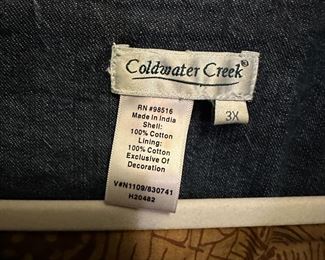 Coldwater Creek®
3X
RN #98516
Made in India
Shell:
100% Cotton
Lining:
100% Cotton
Exclusive Of
Decoration
V#N1109/830741
H20482